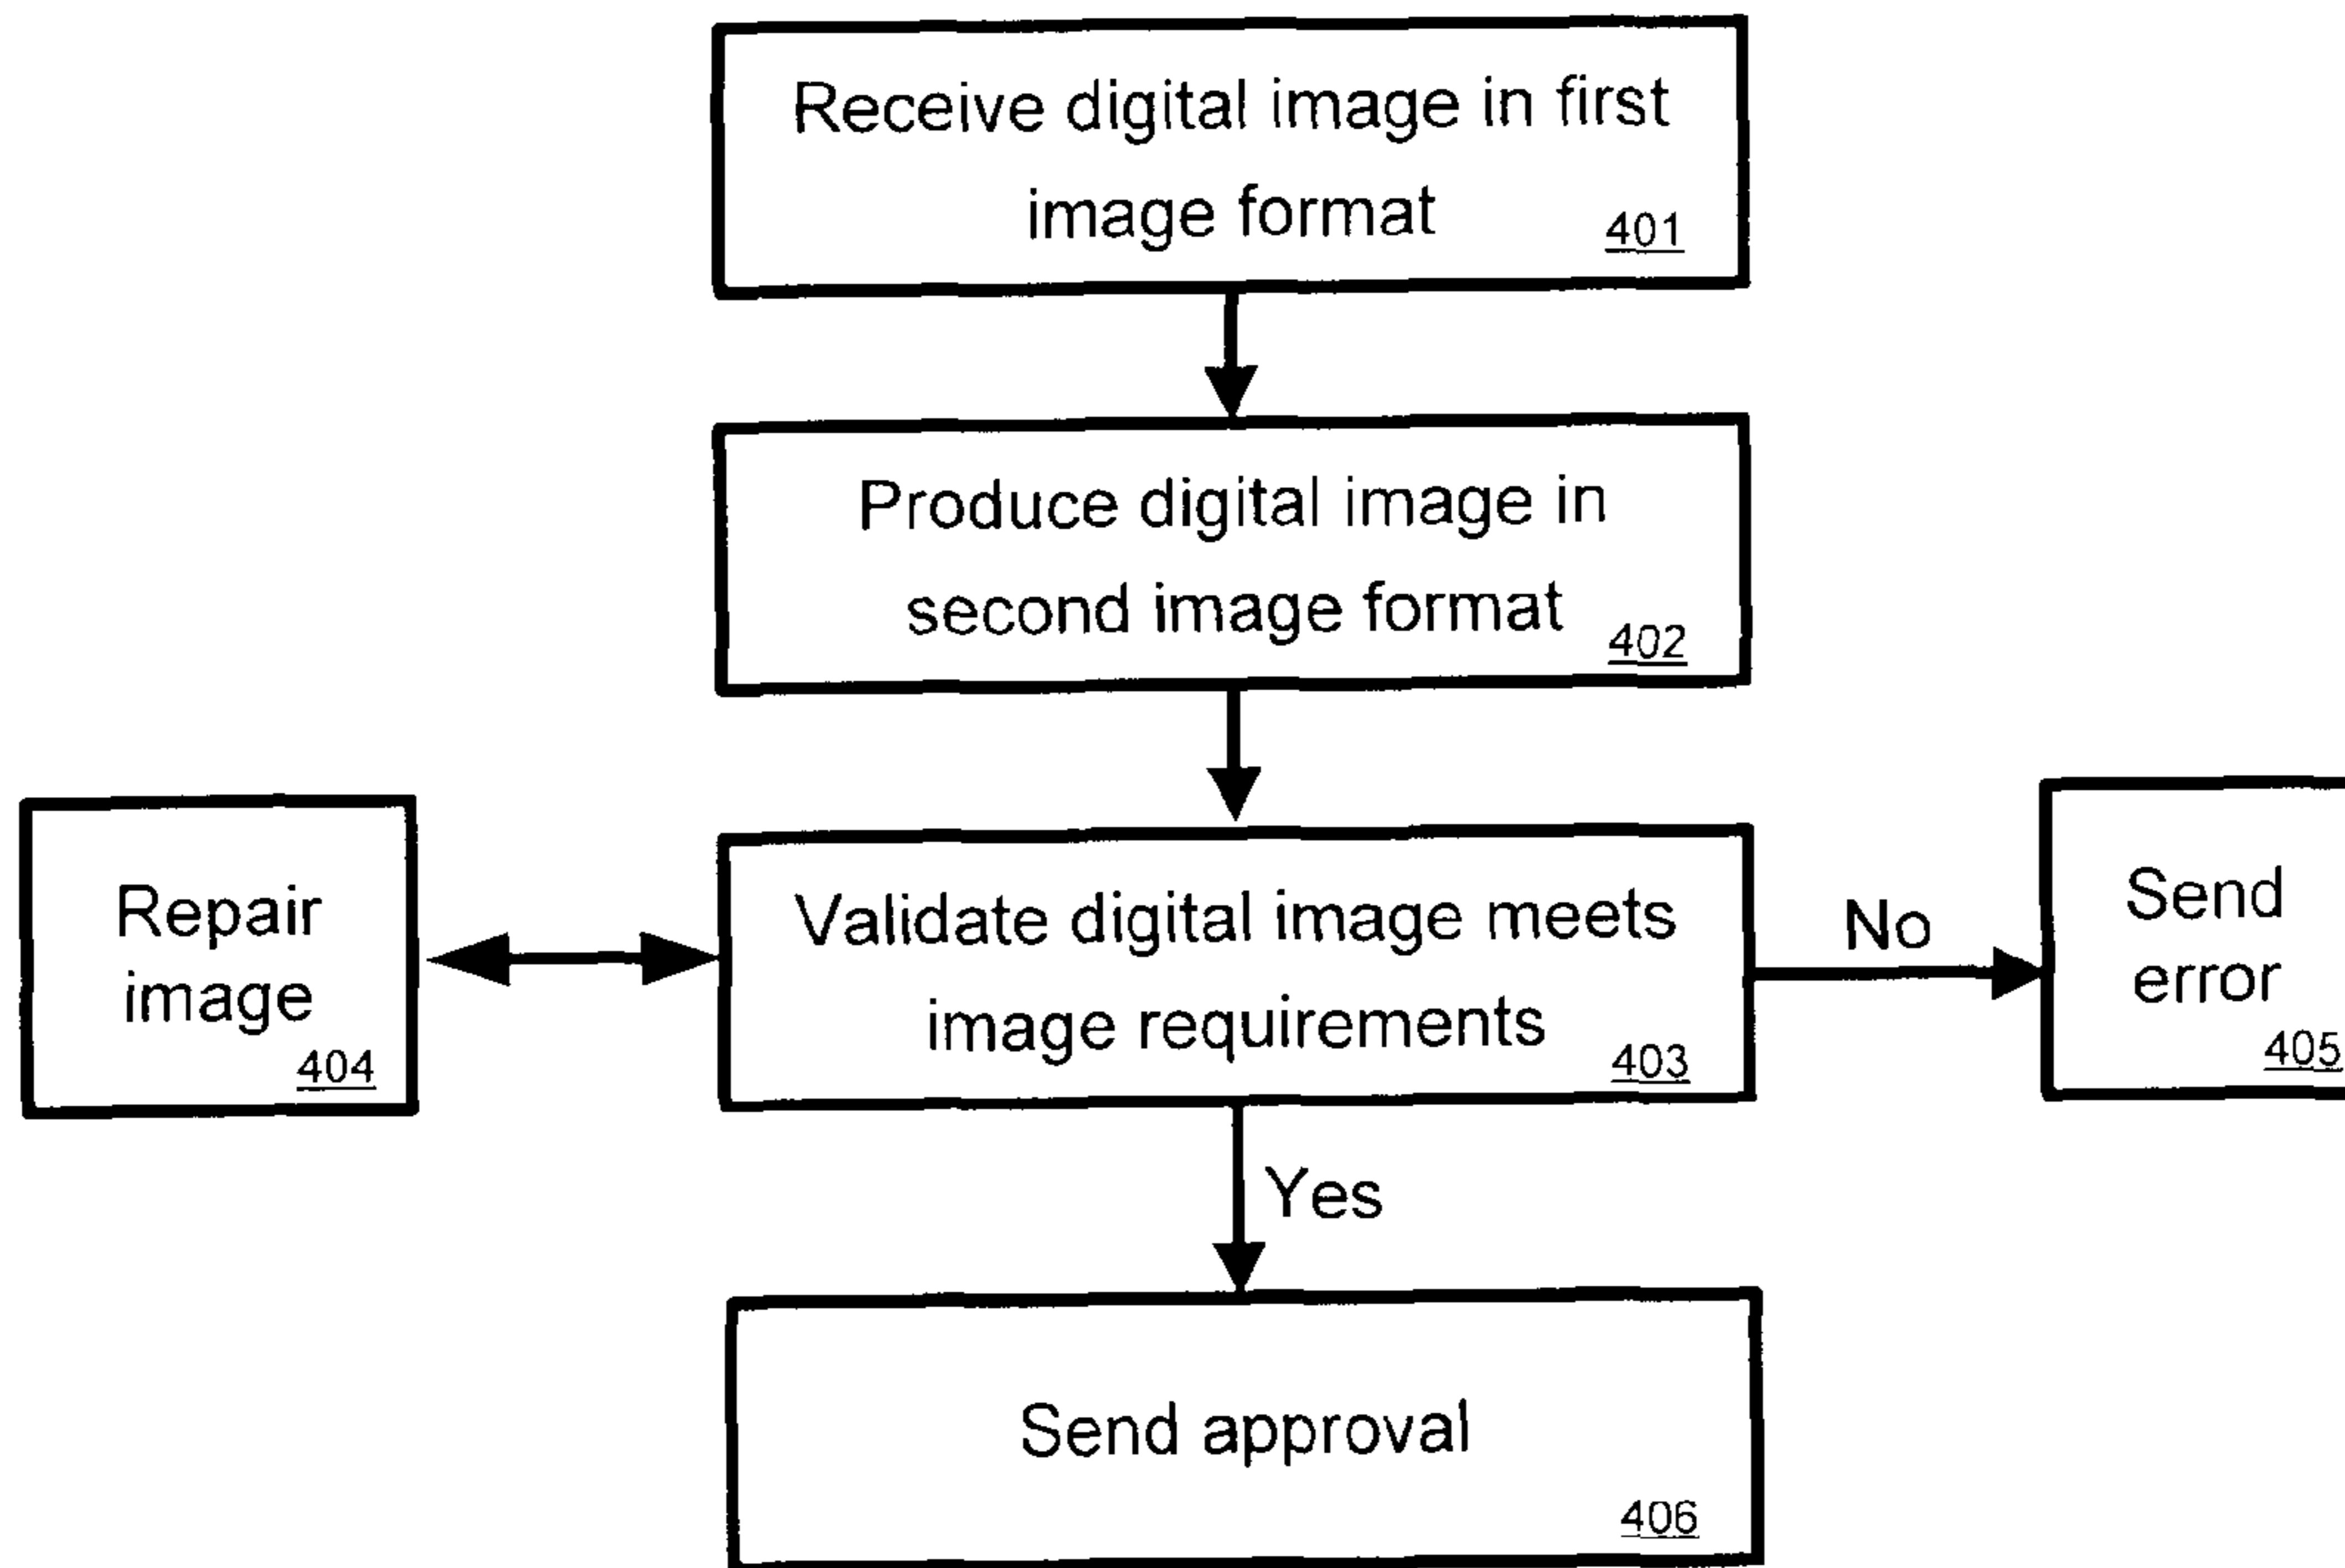 Receive digital image in first
image format 401
Produce digital image in
second image format 402
Repair
image
404
Validate digital image meets
image requirements 403
No
Send
error
405
Yes
Send approval
406